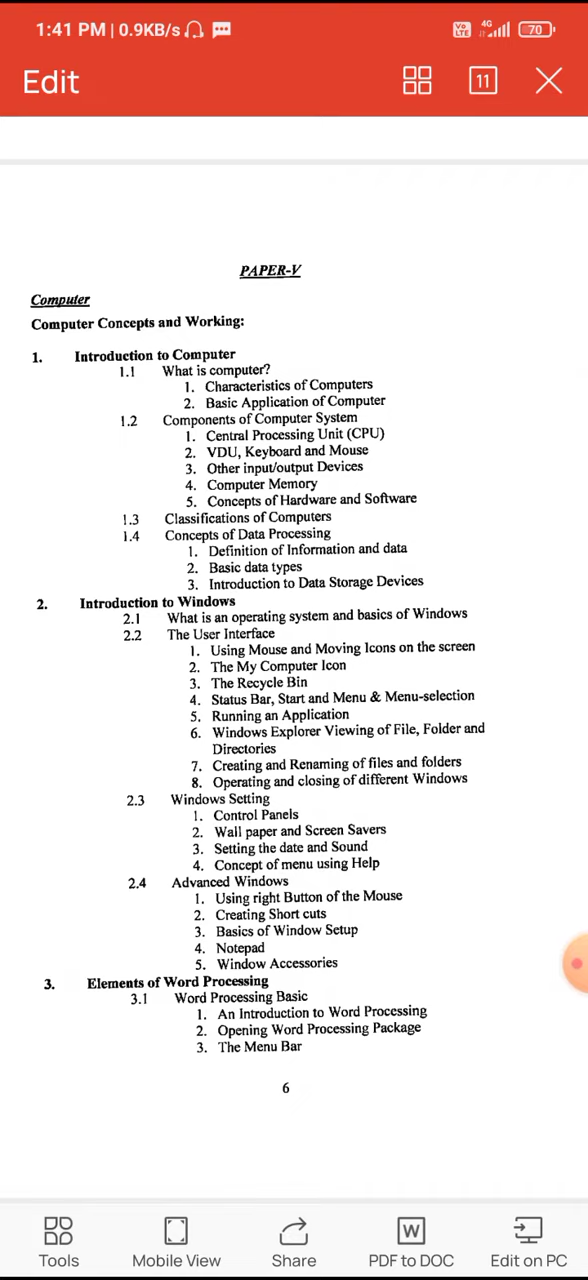 1:41 PM | 0.9KB/s
4G
Vo LTE
70
Edit
11
PAPER-V
Computer
Computer Concepts and Working:
1. Introduction to Computer
1.1 What is computer?
1. Characteristics of Computers
2. Basic Application of Computer
1.2 Components of Computer System
1. Central Processing Unit (CPU)
2. VDU, Keyboard and Mouse
3. Other input/output Devices
4. Computer Memory
5. Concepts of Hardware and Software
1.3 Classifications of Computers
1.4 Concepts of Data Processing
1. Definition of Information and data
2. Basic data types
3. Introduction to Data Storage Devices
2. Introduction to Windows
2.1 What is an operating system and basics of Windows
2.2 The User Interface
1. Using Mouse and Moving Icons on the screen
2. The My Computer Icon
3. The Recycle Bin
4. Status Bar, Start and Menu & Menu-selection
5. Running an Application
6. Windows Explorer Viewing of File, Folder and
Directories
7. Creating and Renaming of files and folders
8. Operating and closing of different Windows
2.3 Windows Setting
1. Control Panels
2. Wall paper and Screen Savers
3. Setting the date and Sound
4. Concept of menu using Help
2.4 Advanced Windows
1. Using right Button of the Mouse
2. Creating Short cuts
3. Basics of Window Setup
4. Notepad
5. Window Accessories
3. Elements of Word Processing
3.1 Word Processing Basic
1. An Introduction to Word Processing
2. Opening Word Processing Package
3. The Menu Bar
6
W
Tools Mobile View Share PDF to DOC Edit on PC